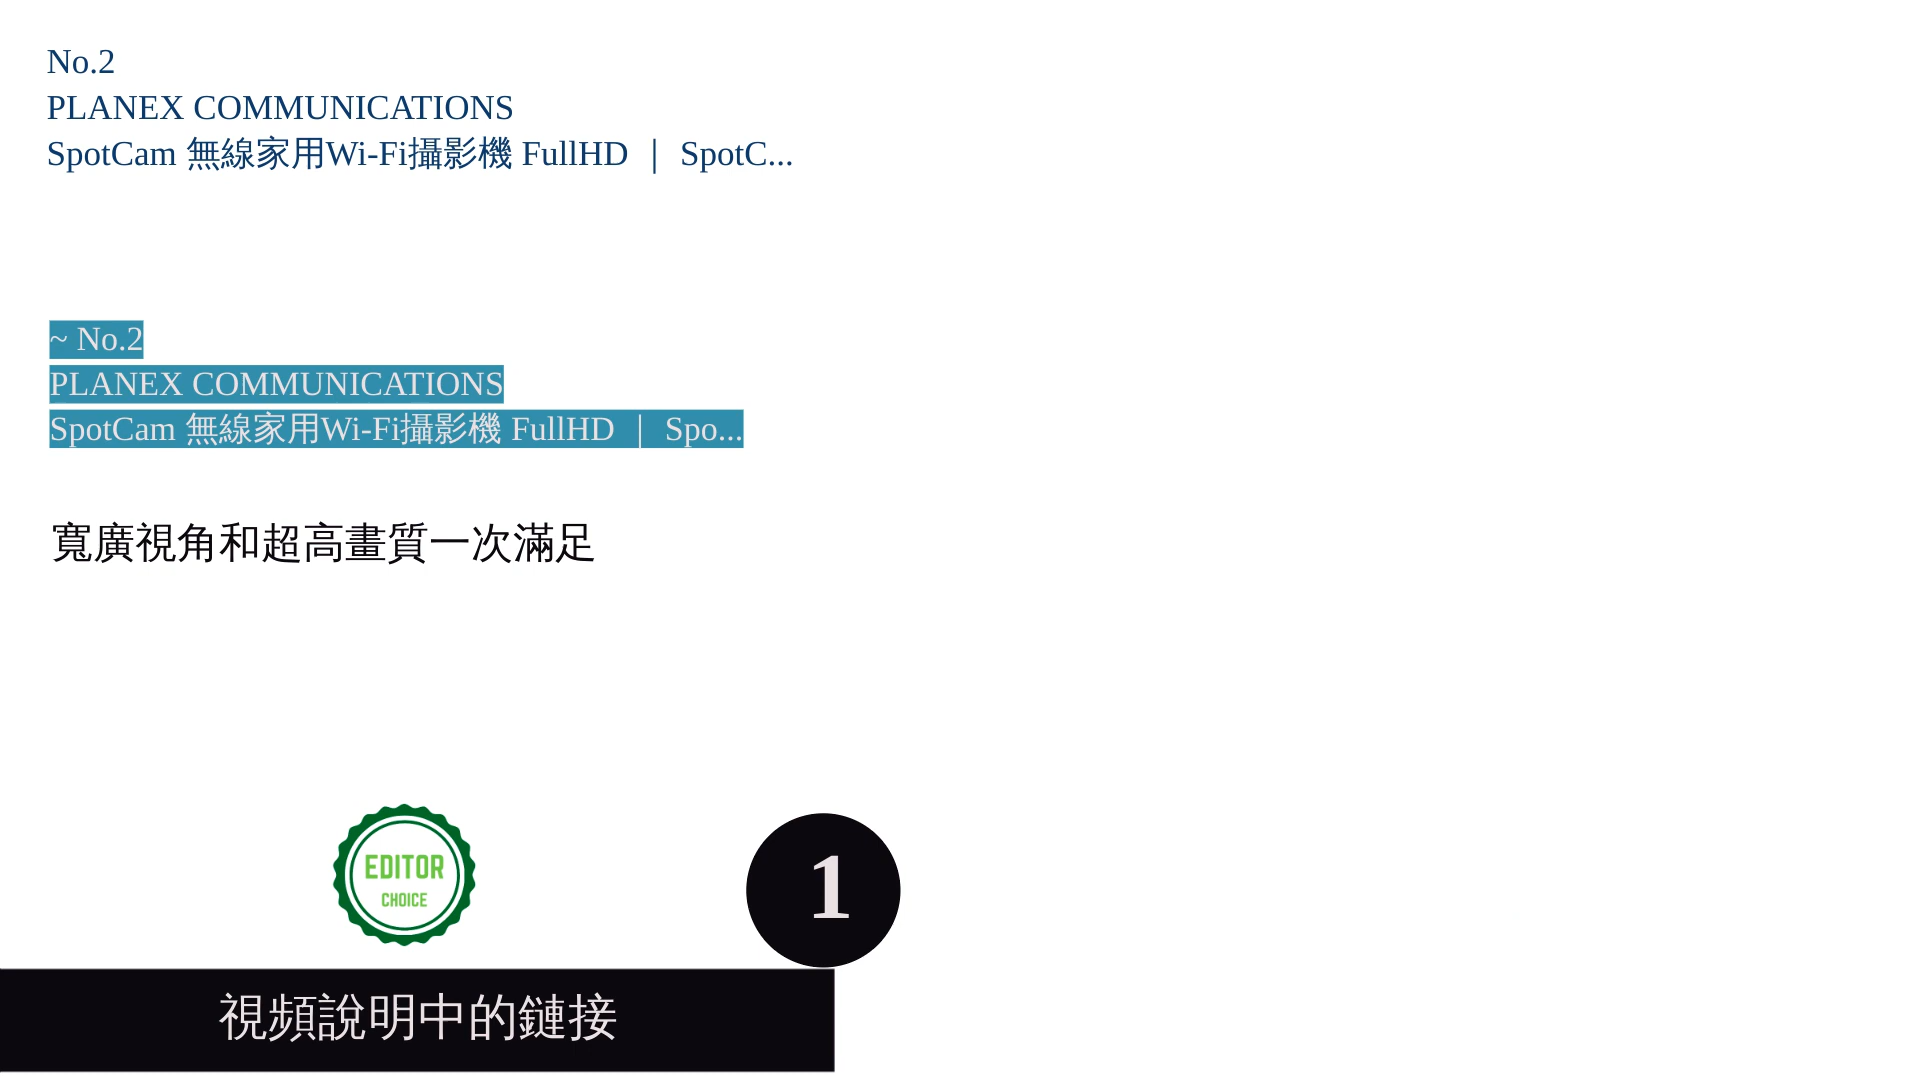 No.2
PLANEX COMMUNICATIONS
SpotCam 無線家用Wi-Fi攝影機 FullHD ｜ SpotC...
~ No.2
PLANEX COMMUNICATIONS
SpotCam 無線家用Wi-Fi攝影機 FullHD ｜ Spo...
寬廣視角和超高畫質一次滿足
EDITOR
CHOICE
1
視頻說明中的鏈接